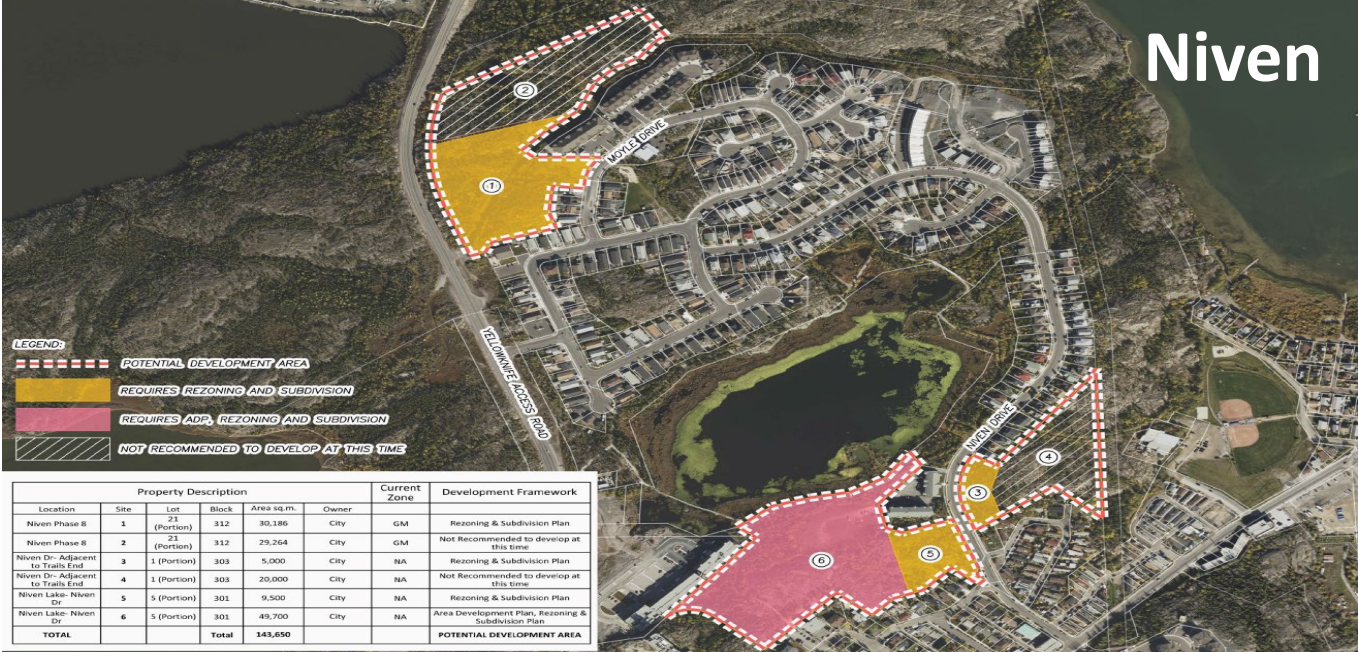 Niven
2
MOYLE DRIVE
1
YELLOWKNIFE ACCESS ROAD
LEGEND:
POTENTIAL DEVELOPMENT AREA
REQUIRES REZONING AND SUBDIVISION
REQUIRES ADP, REZONING AND SUBDIVISION
NOT RECOMMENDED TO DEVELOP AT THIS TIME
NIVEN DRIVE
4
3
5
6
Property Description Current Zone Development Framework
Location Site Lot Block Area sq.m. Owner
Niven Phase 8 1 21 (Portion) 312 30,186 City GM Rezoning & Subdivision Plan
Niven Phase 8 2 21 (Portion) 312 29,264 City GM Not Recommended to develop at this time
Niven Dr- Adjacent to Trails End 3 1 (Portion) 303 5,000 City NA Rezoning & Subdivision Plan
Niven Dr- Adjacent to Trails End 4 1 (Portion) 303 20,000 City NA Not Recommended to develop at this time
Niven Lake- Niven Dr 5 5 (Portion) 301 9,500 City NA Rezoning & Subdivision Plan
Niven Lake- Niven Dr 6 5 (Portion) 301 49,700 City NA Area Development Plan, Rezoning & Subdivision Plan
TOTAL Total 143,650 POTENTIAL DEVELOPMENT AREA